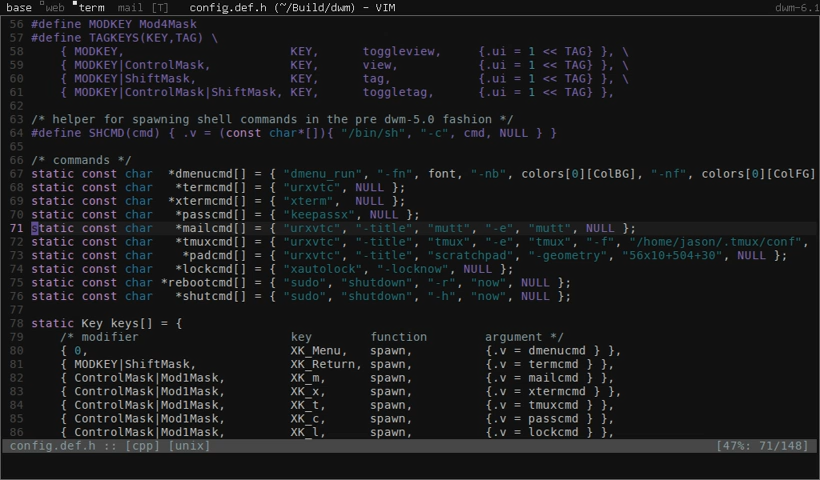 base web term mail [T] config.def.h (~/Build/dwm) – VIM dwm-6.1
56 #define MODKEY Mod4Mask
57 #define TAGKEYS(KEY,TAG) \
58 { MODKEY, KEY, toggleview, {.ui = 1 << TAG} }, \
59 { MODKEY|ControlMask, KEY, view, {.ui = 1 << TAG} }, \
60 { MODKEY|ShiftMask, KEY, tag, {.ui = 1 << TAG} }, \
61 { MODKEY|ControlMask|ShiftMask, KEY, toggletag, {.ui = 1 << TAG} },
62
63 /* helper for spawning shell commands in the pre dwm-5.0 fashion */
64 #define SHCMD(cmd) { .v = (const char*[]){ "/bin/sh", "-c", cmd, NULL } }
65
66 /* commands */
67 static const char *dmenucmd[] = { "dmenu_run", "-fn", font, "-nb", colors[0][ColBG], "-nf", colors[0][ColFG]
68 static const char *termcmd[] = { "urxvtc", NULL };
69 static const char *xtermcmd[] = { "xterm", NULL };
70 static const char *passcmd[] = { "keepassx", NULL };
71 static const char *mailcmd[] = { "urxvtc", "-title", "mutt", "-e", "mutt", NULL };
72 static const char *tmuxcmd[] = { "urxvtc", "-title", "tmux", "-e", "tmux", "-f", "/home/jason/.tmux/conf",
73 static const char *padcmd[] = { "urxvtc", "-title", "scratchpad", "-geometry", "56x10+504+30", NULL };
74 static const char *lockcmd[] = { "xautolock", "-locknow", NULL };
75 static const char *rebootcmd[] = { "sudo", "shutdown", "-r", "now", NULL };
76 static const char *shutcmd[] = { "sudo", "shutdown", "-h", "now", NULL };
77
78 static Key keys[] = {
79 /* modifier key function argument */
80 { 0, XK_Menu, spawn, {.v = dmenucmd } },
81 { MODKEY|ShiftMask, XK_Return, spawn, {.v = termcmd } },
82 { ControlMask|Mod1Mask, XK_m, spawn, {.v = mailcmd } },
83 { ControlMask|Mod1Mask, XK_x, spawn, {.v = xtermcmd } },
84 { ControlMask|Mod1Mask, XK_t, spawn, {.v = tmuxcmd } },
85 { ControlMask|Mod1Mask, XK_c, spawn, {.v = passcmd } },
86 { ControlMask|Mod1Mask, XK_l, spawn, {.v = lockcmd } },
config.def.h :: [cpp] [unix] [47%: 71/148]